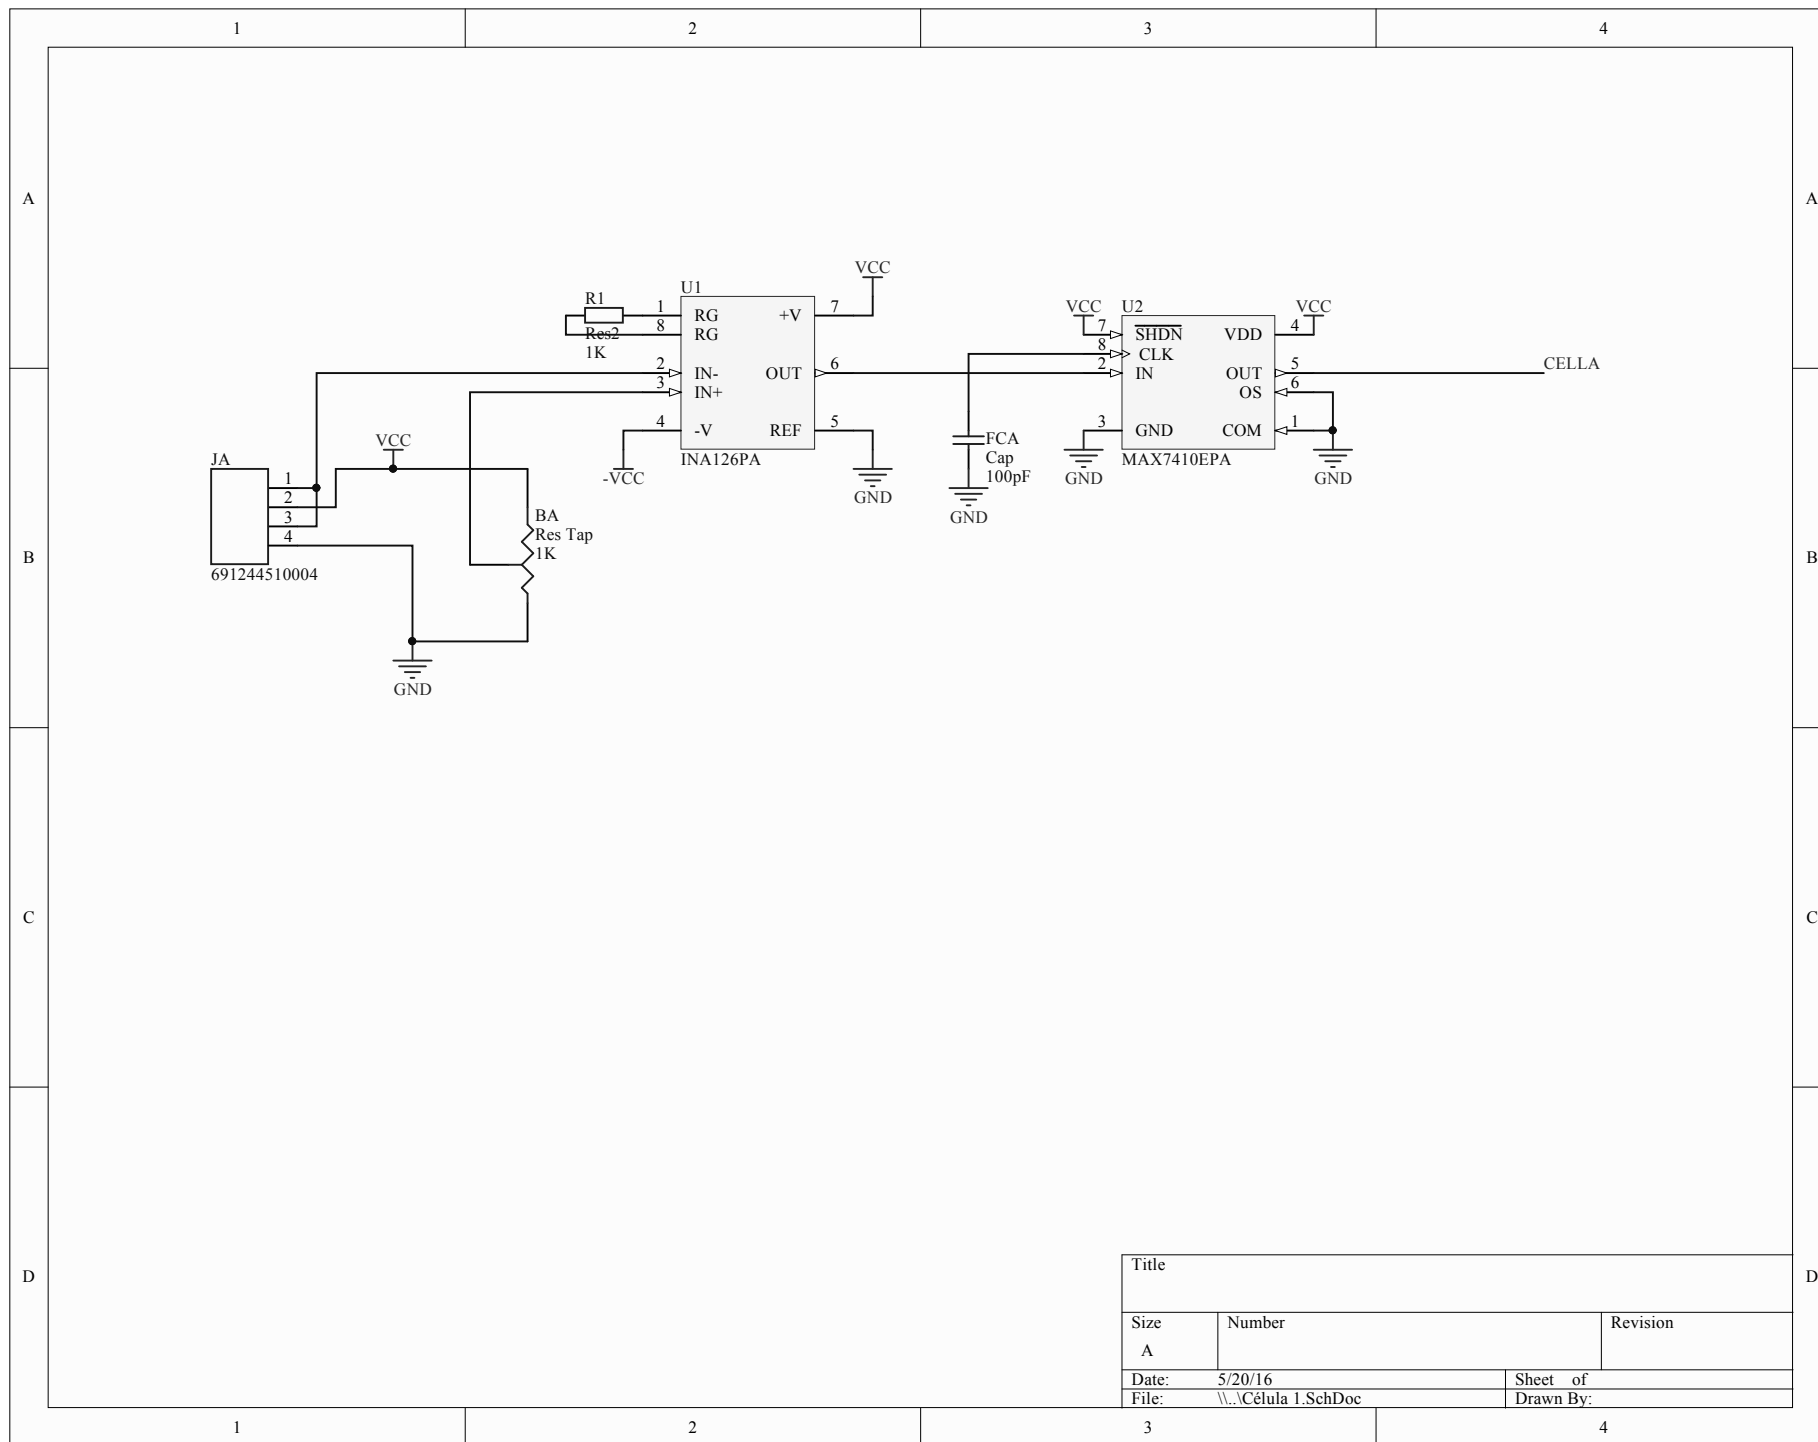 1 2 3 4
A A
VCC
U1
R1
1 RG +V 7
8 RG
Res2
1K
2 IN- OUT 6
3 IN+
4 -V REF 5
-VCC
INA126PA
GND
VCC
U2
VCC
7 SHDN VDD 4
8 CLK
2 IN OUT 5
OS 6
3 GND COM 1
MAX7410EPA
GND
GND
CELLA
FCA
Cap
100pF
GND
VCC
JA
1
2
3
4
691244510004
BA
Res Tap
1K
GND
B B
C C
D D
Title
Size Number Revision
A
Date: 5/20/16 Sheet of
File: \\..\Célula 1.SchDoc Drawn By:
1 2 3 4